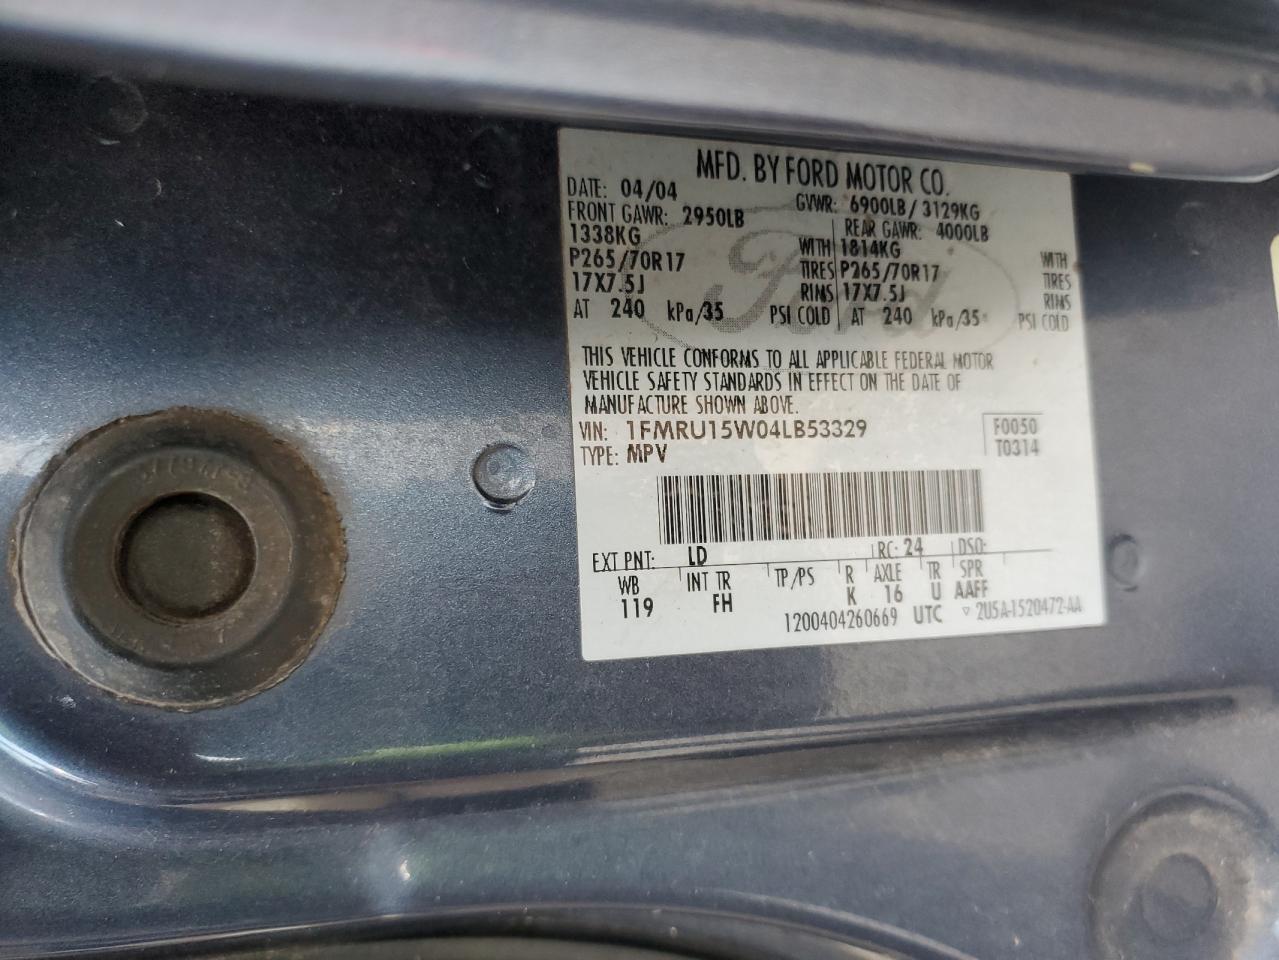 MFD. BY FORD MOTOR CO.
DATE: 04/04 GVWR: 6900LB/3129KG
FRONT GAWR: 2950LB REAR GAWR: 4000LB
1338KG WITH 1814KG WITH
P265/70R17 TIRES P265/70R17 TIRES
17X7.5J RIMS 17X7.5J RIMS
AT 240 kPa/35 PSI COLD AT 240 kPa/35 PSI COLD
Ford
THIS VEHICLE CONFORMS TO ALL APPLICABLE FEDERAL MOTOR
VEHICLE SAFETY STANDARDS IN EFFECT ON THE DATE OF
MANUFACTURE SHOWN ABOVE.
VIN: 1FMRU15W04LB53329 F0050
TYPE: MPV T0314
EXT PNT: LD RC: 24 DSO:
WB INT TR TP/PS R AXLE TR SPR
119 FH K 16 U AAFF
1200404260669 UTC ▽ 2U5A-1520472-AA